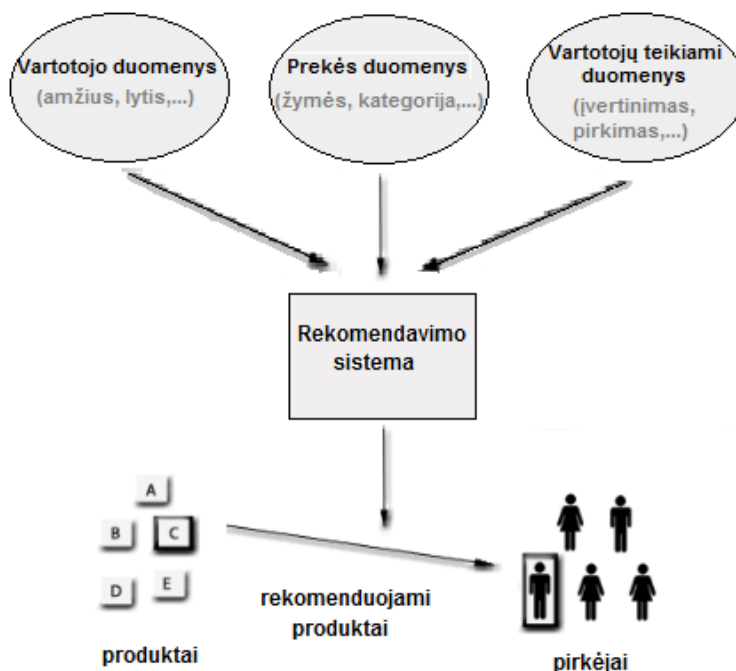 Vartotojo duomenys
(amžius, lytis,...)
Prekės duomenys
(žymės, kategorija,...)
Vartotojų teikiami
duomenys
(įvertinimas,
pirkimas,...)
Rekomendavimo
sistema
A
B
C
D
E
produktai
rekomenduojami
produktai
pirkėjai